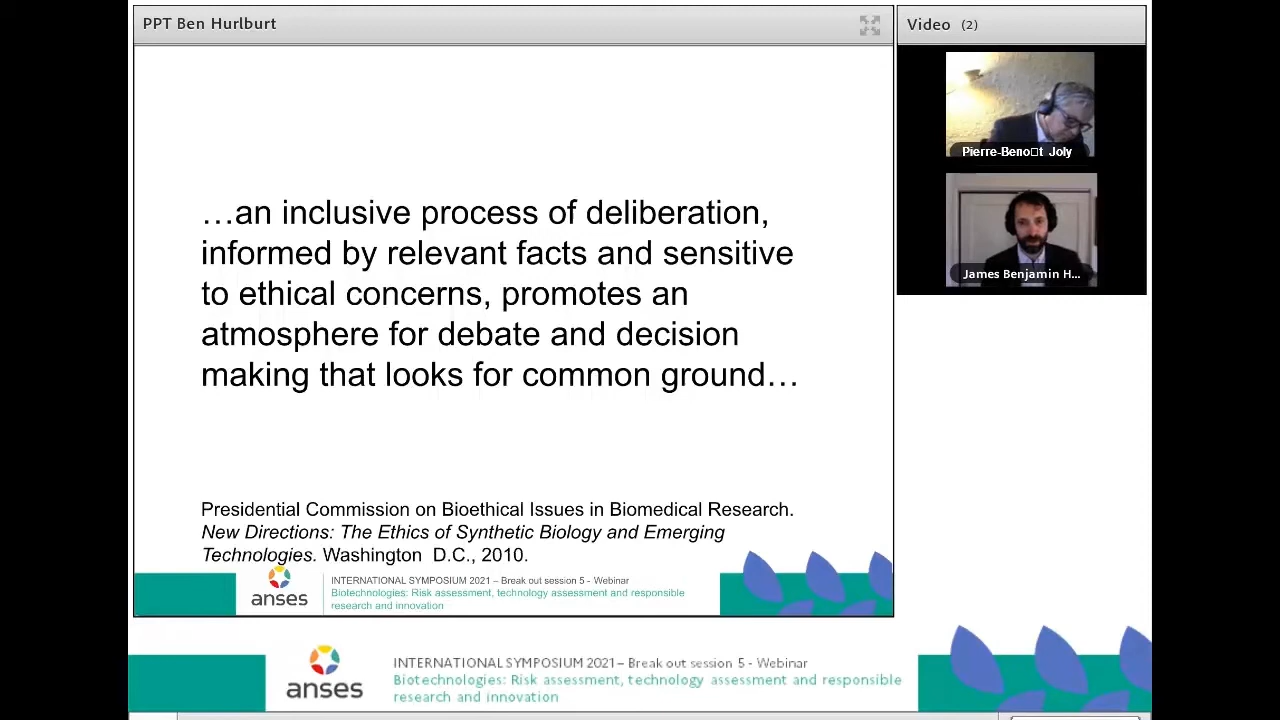 PPT Ben Hurlburt
Video (2)
Pierre-Beno□t Joly
James Benjamin H...
…an inclusive process of deliberation,
informed by relevant facts and sensitive
to ethical concerns, promotes an
atmosphere for debate and decision
making that looks for common ground…
Presidential Commission on Bioethical Issues in Biomedical Research.
New Directions: The Ethics of Synthetic Biology and Emerging
Technologies. Washington D.C., 2010.
anses
INTERNATIONAL SYMPOSIUM 2021 – Break out session 5 - Webinar
Biotechnologies: Risk assessment, technology assessment and responsible
research and innovation
anses
INTERNATIONAL SYMPOSIUM 2021 – Break out session 5 - Webinar
Biotechnologies: Risk assessment, technology assessment and responsible
research and innovation